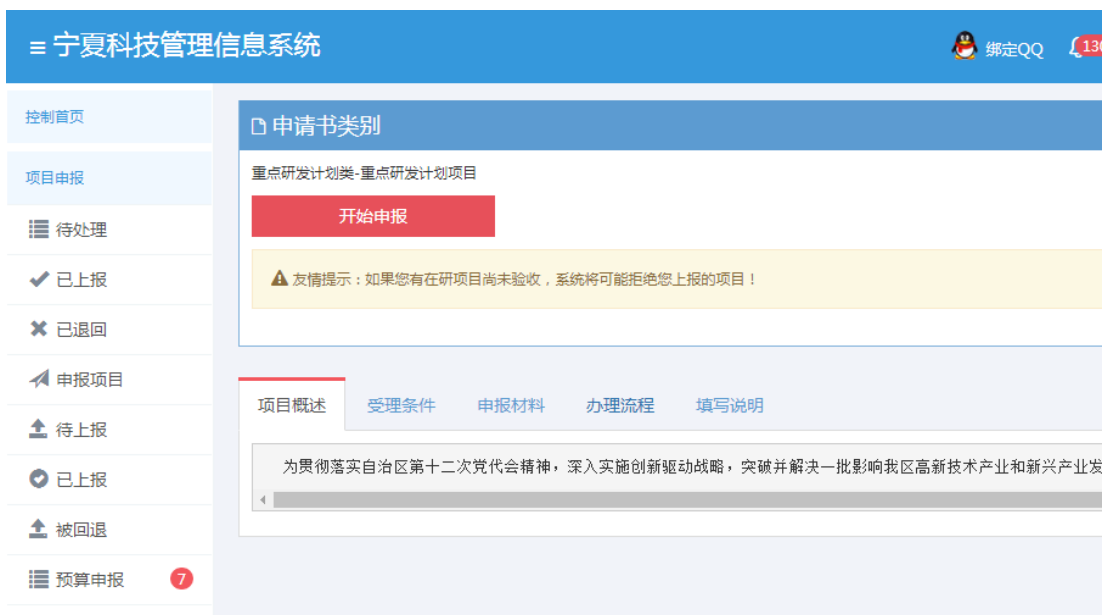 ≡ 宁夏科技管理信息系统
绑定QQ
控制首页
项目申报
待处理
已上报
已退回
申报项目
待上报
已上报
被回退
预算申报 7
申请书类别
重点研发计划类-重点研发计划项目
开始申报
友情提示：如果您有在研项目尚未验收，系统将可能拒绝您上报的项目！
项目概述 受理条件 申报材料 办理流程 填写说明
为贯彻落实自治区第十二次党代会精神，深入实施创新驱动战略，突破并解决一批影响我区高新技术产业和新兴产业发